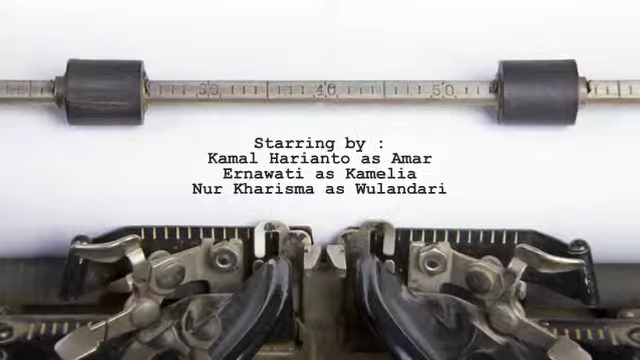 30 40 50
Starring by :
Kamal Harianto as Amar
Ernawati as Kamelia
Nur Kharisma as Wulandari